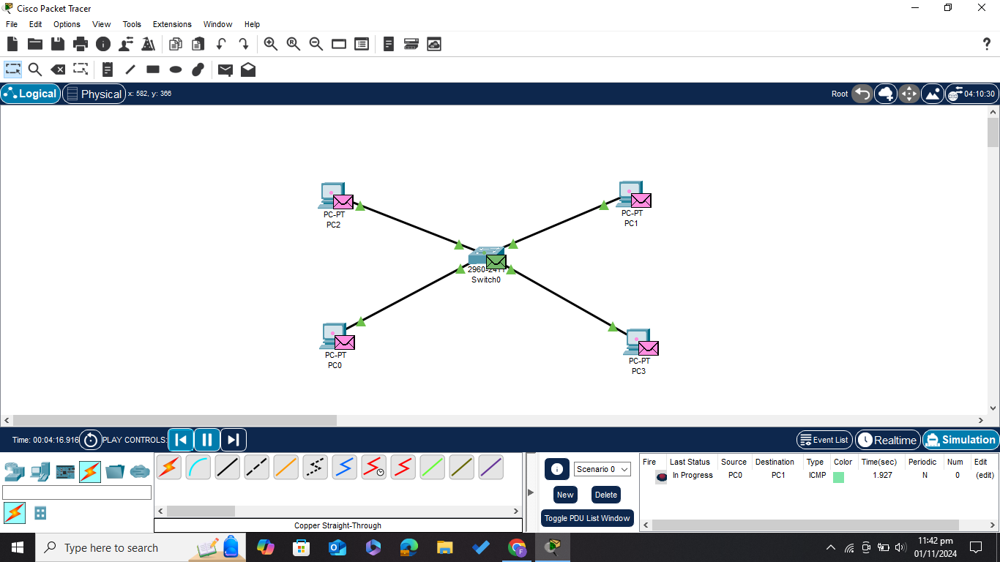 Cisco Packet Tracer
File Edit Options View Tools Extensions Window Help
Logical Physical x: 582, y: 366 Root 04:10:30
PC-PT
PC2
PC-PT
PC1
Switch0
PC-PT
PC0
PC-PT
PC3
Time: 00:04:16.916 PLAY CONTROLS: Event List Realtime Simulation
Scenario 0
New Delete
Toggle PDU List Window
Fire Last Status Source Destination Type Color Time(sec) Periodic Num Edit
In Progress PC0 PC1 ICMP 1.927 N 0 (edit)
Copper Straight-Through
Type here to search
11:42 pm
01/11/2024